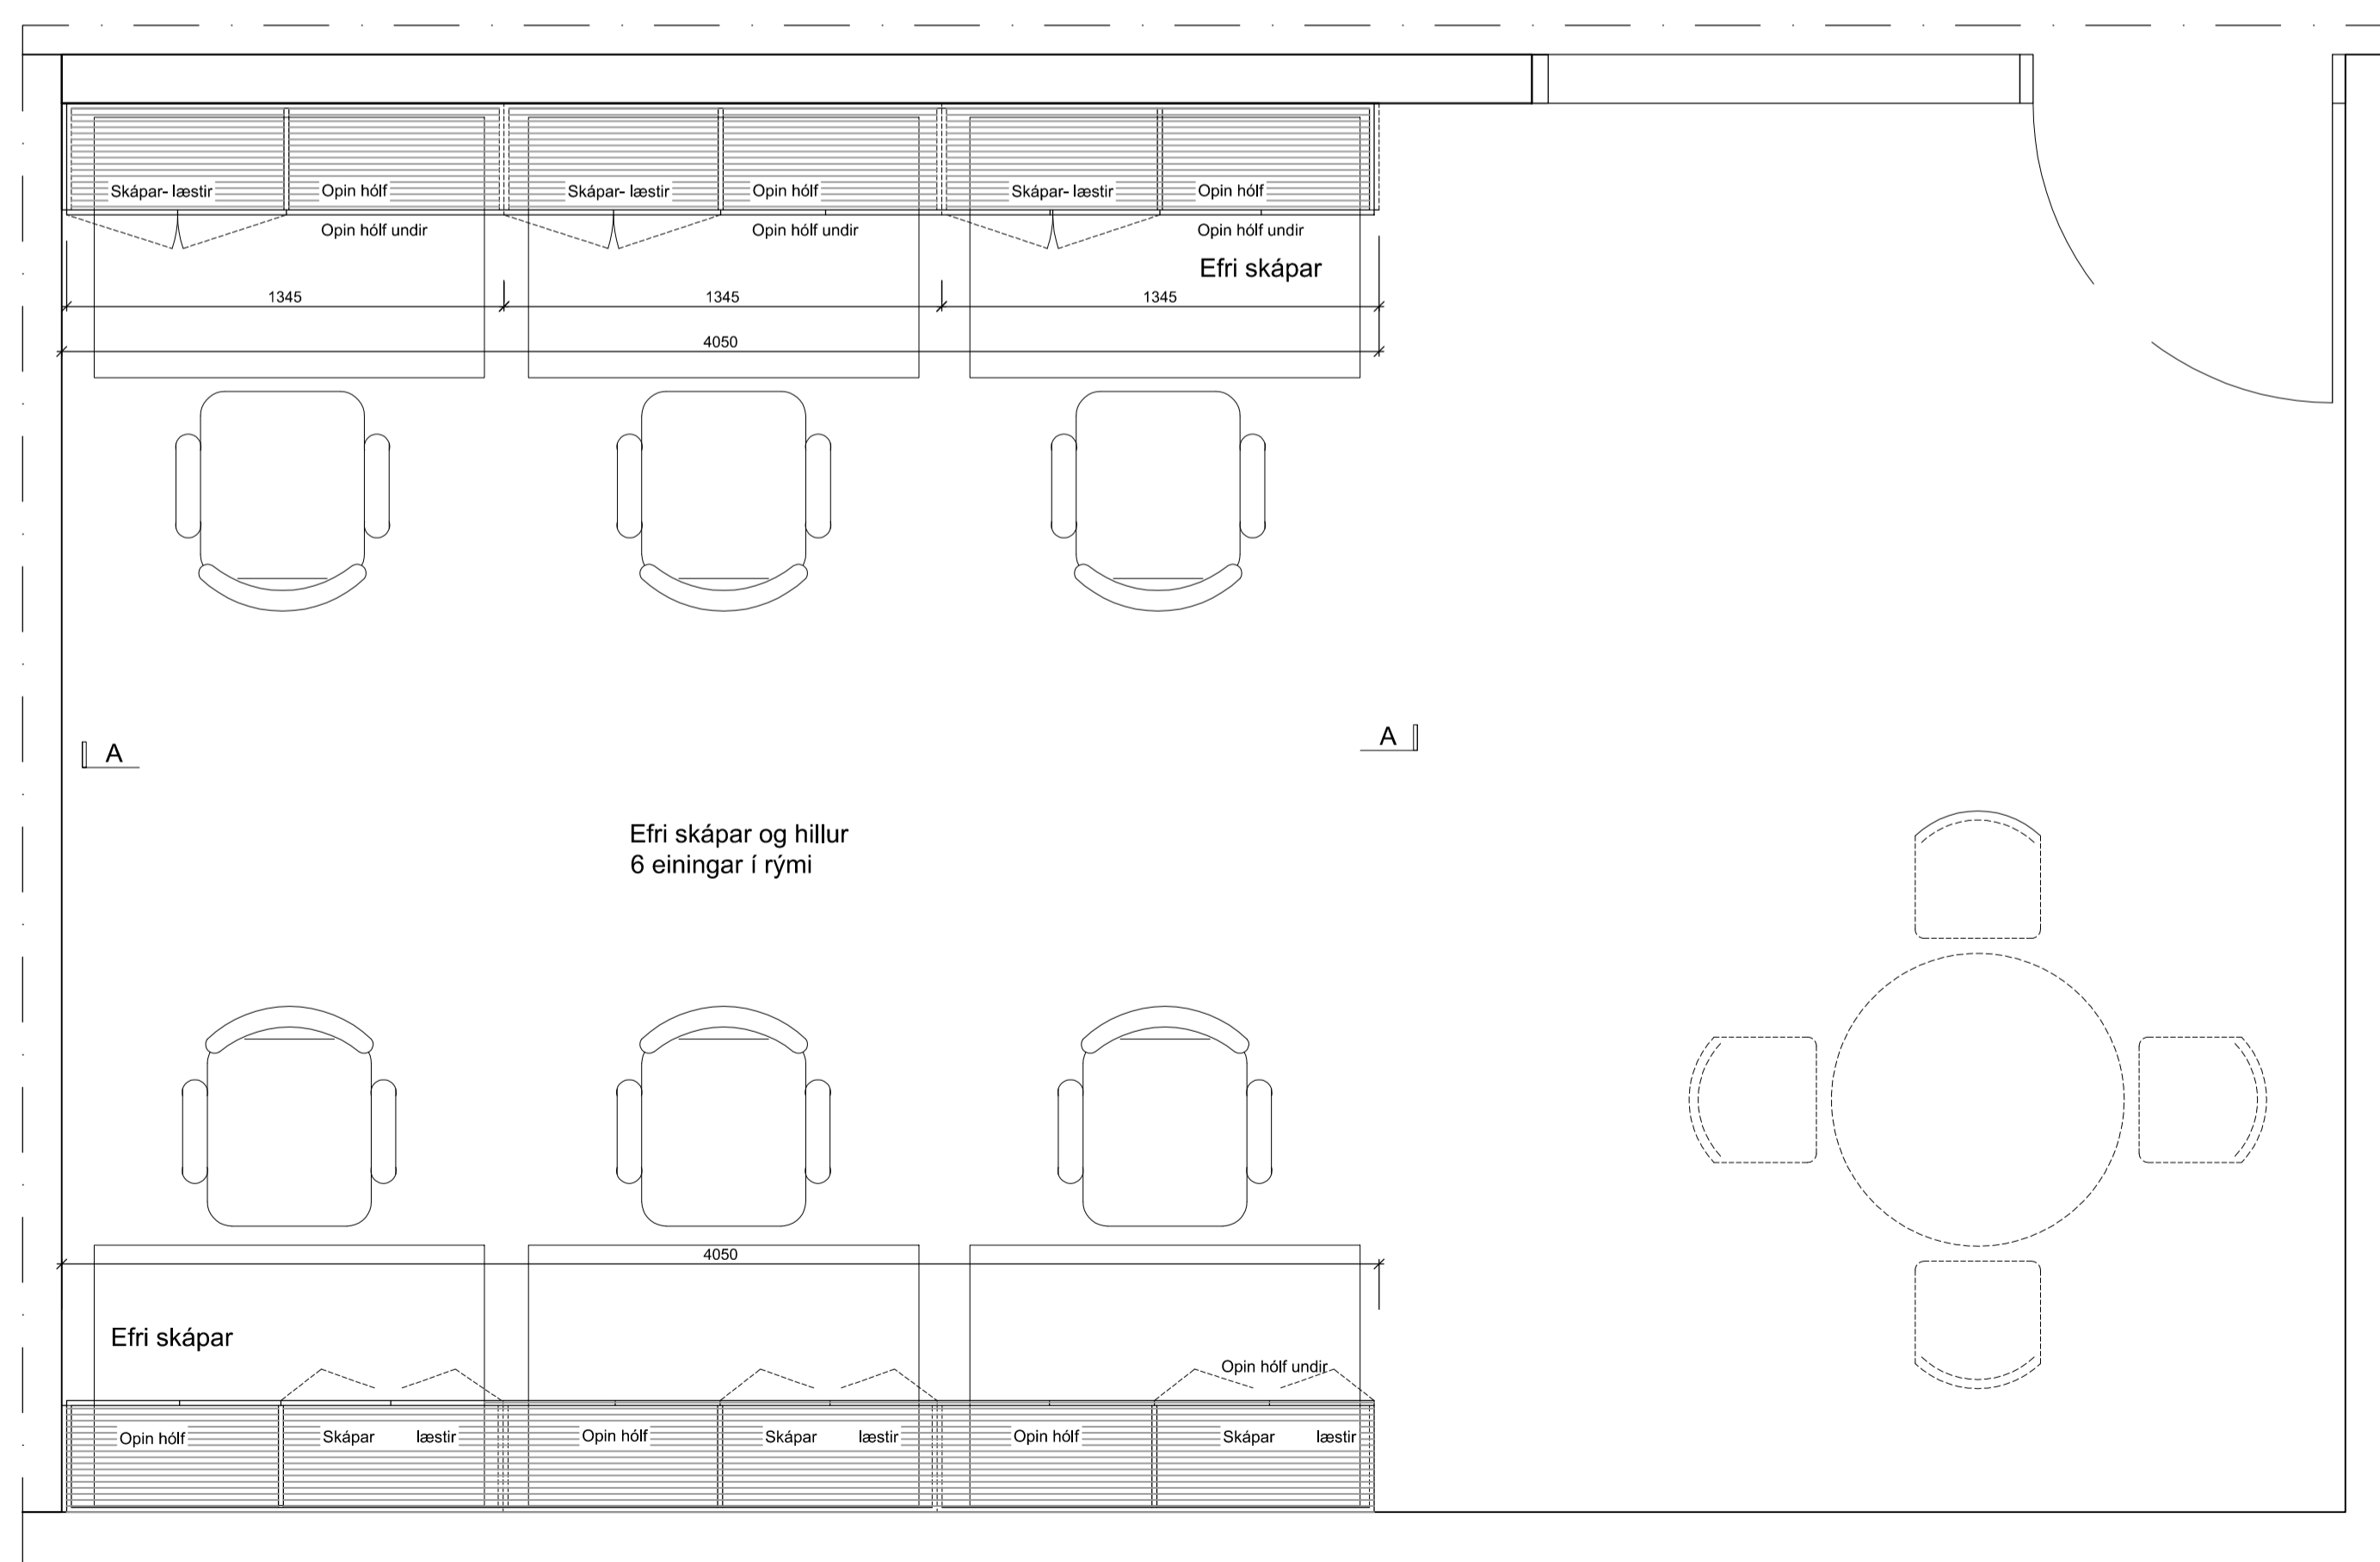 Skápar- læstir
Opin hólf
Skápar- læstir
Opin hólf
Skápar- læstir
Opin hólf
Opin hólf undir
Opin hólf undir
Opin hólf undir
Efri skápar
1345
1345
1345
4050
A
A
Efri skápar og hillur
6 einingar í rými
4050
Efri skápar
Opin hólf undir
Opin hólf
Skápar læstir
Opin hólf
Skápar læstir
Opin hólf
Skápar læstir